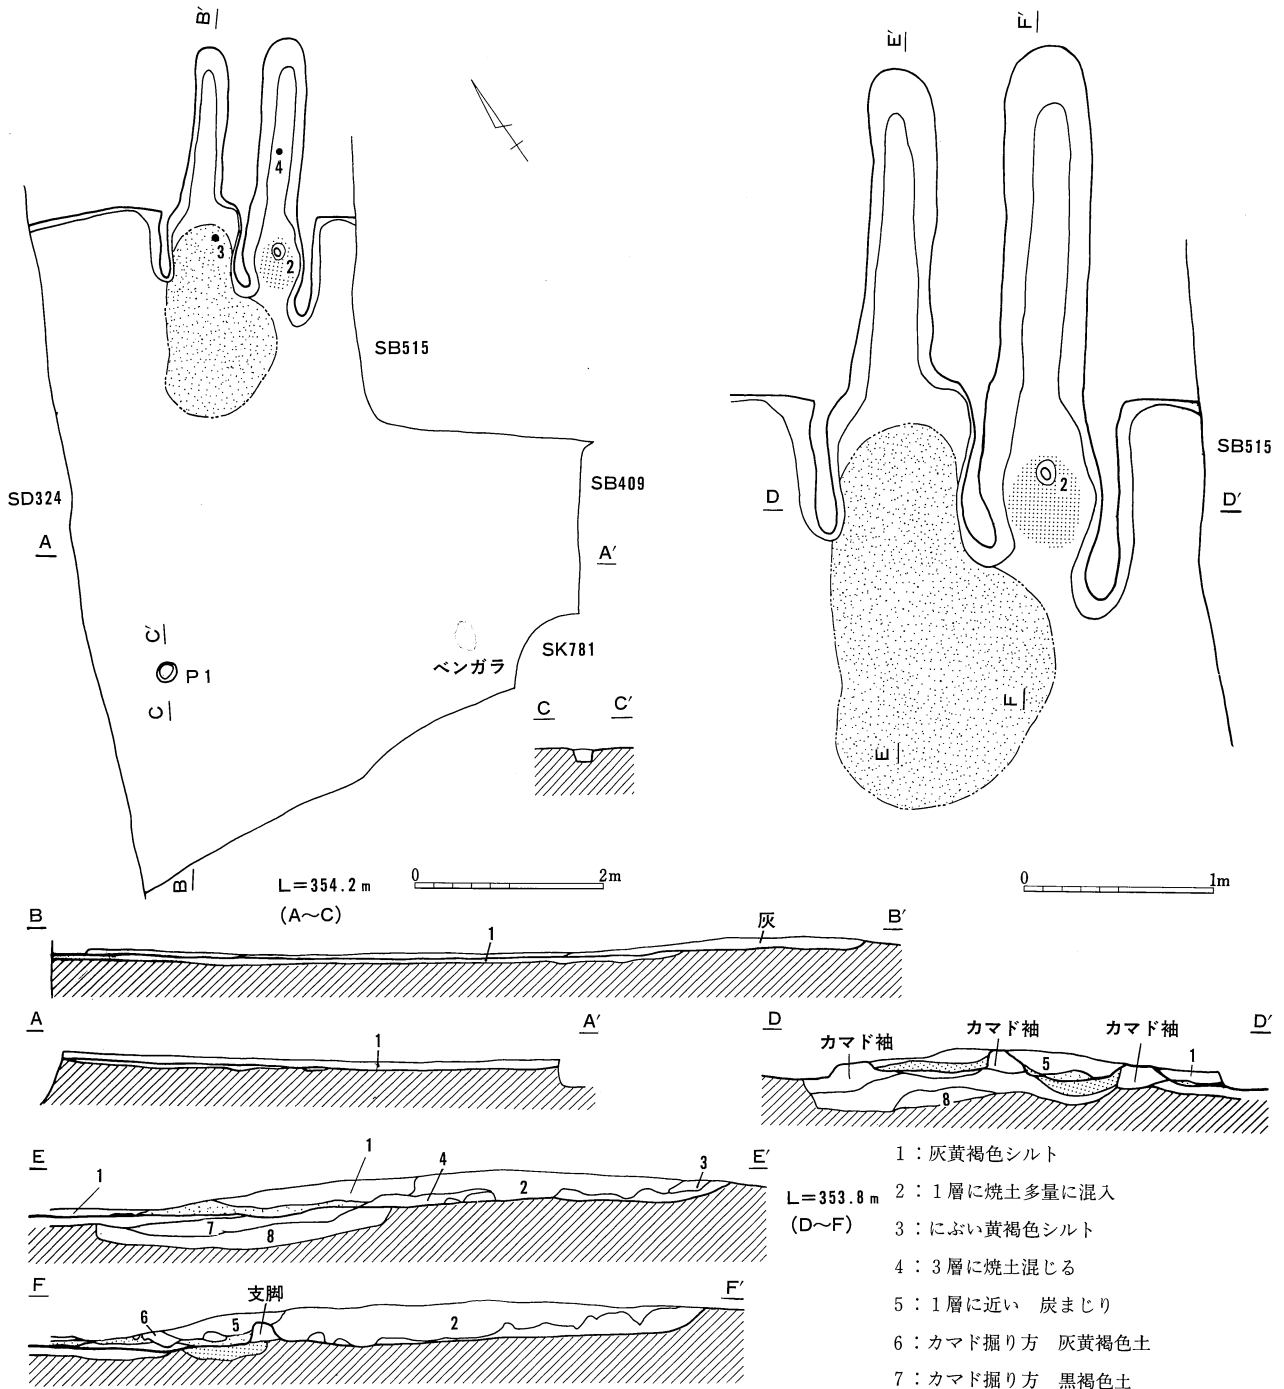 B′
4
3
2
SB515
SD324
SB409
A
A′
C′
P1
ベンガラ
SK781
C
C
C′
B
L=354.2m
(A〜C)
0
2m
E′
F′
SB515
2
D
D′
F
E
0
1m
B
1
灰
B′
A
1
A′
D
カマド袖
カマド袖
カマド袖
D′
5
1
8
E
1
1
4
2
3
E′
7
8
L=353.8m
(D〜F)
F
6
5
支脚
2
F′
1:灰黄褐色シルト
2:1層に焼土多量に混入
3:にぶい黄褐色シルト
4:3層に焼土混じる
5:1層に近い 炭まじり
6:カマド掘り方 灰黄褐色土
7:カマド掘り方 黒褐色土